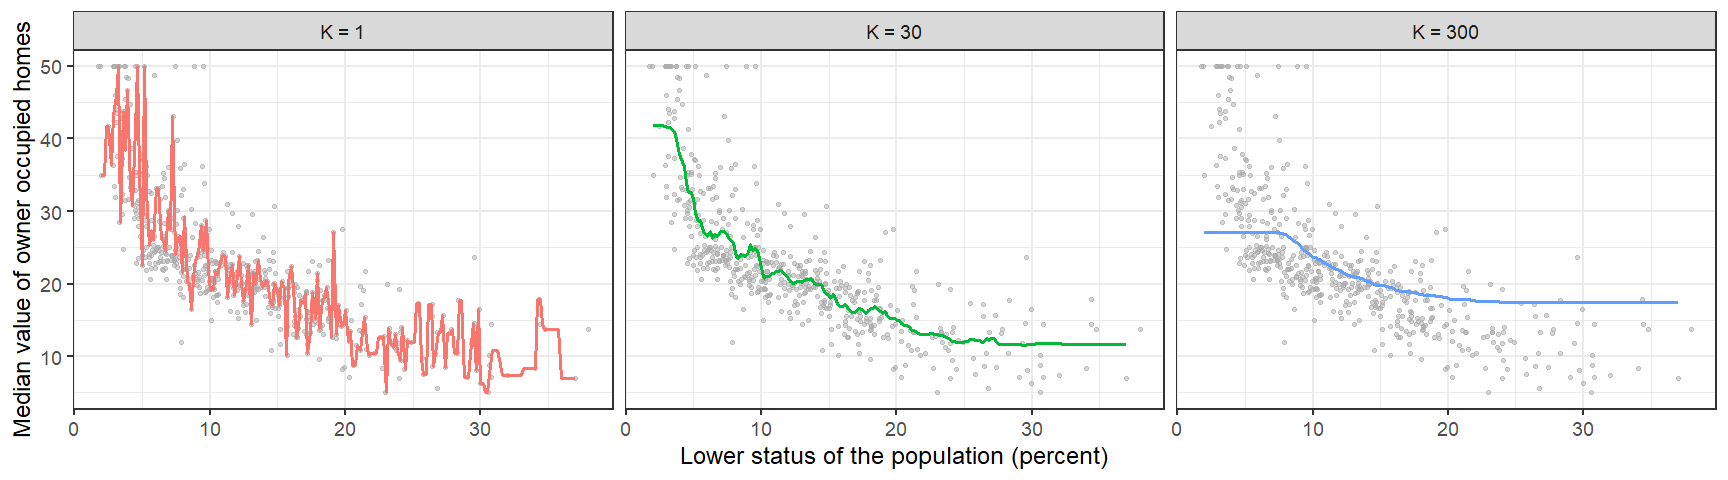 K = 1
K = 30
K = 300
Median value of owner occupied homes
50
40
30
20
10
0 10 20 30
0 10 20 30
0 10 20 30
Lower status of the population (percent)